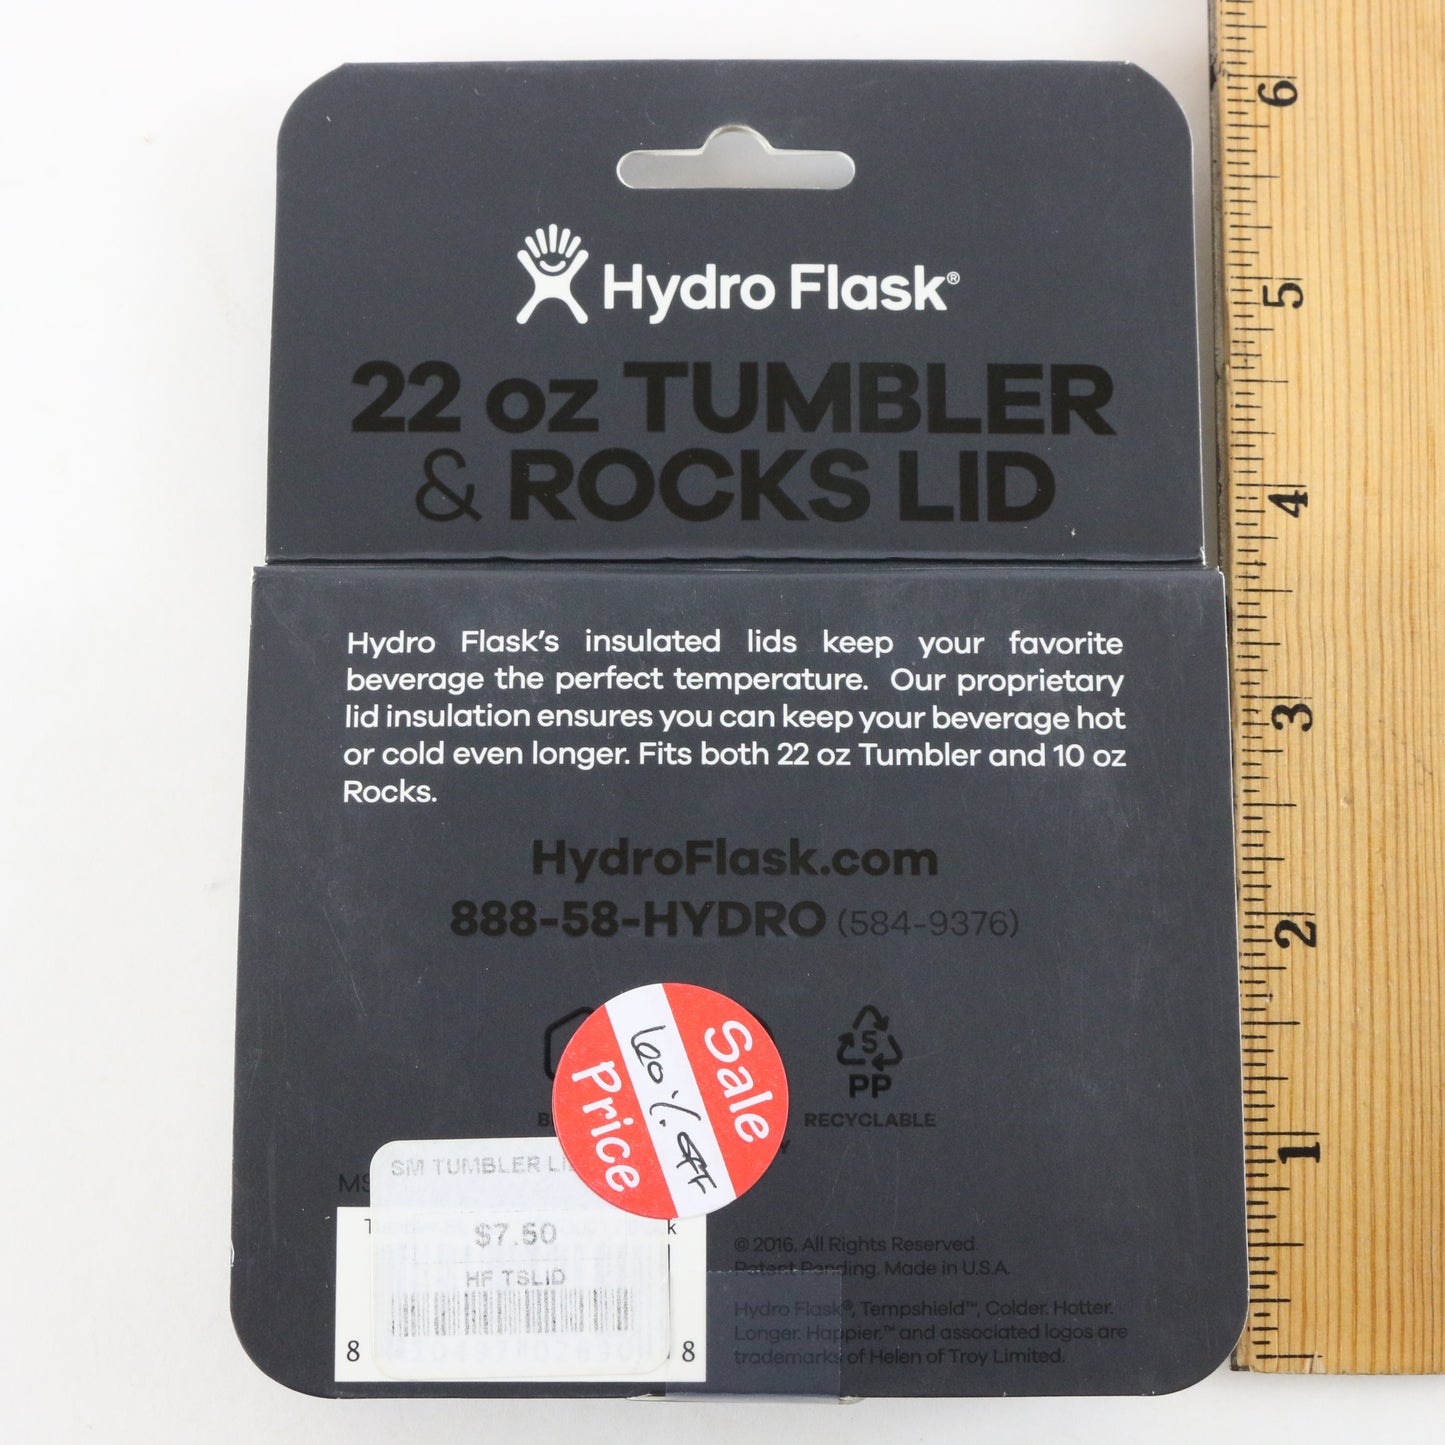 Hydro Flask®
22 oz TUMBLER
& ROCKS LID
Hydro Flask's insulated lids keep your favorite
beverage the perfect temperature. Our proprietary
lid insulation ensures you can keep your beverage hot
or cold even longer. Fits both 22 oz Tumbler and 10 oz
Rocks.
HydroFlask.com
888-58-HYDRO (584-9376)
Sale
60% OFF
Price
5
PP
RECYCLABLE
SM TUMBLER
$7.50
HF TSLID
8
8
© 2016. All Rights Reserved.
Patent Pending. Made in U.S.A.
Hydro Flask®, Tempshield™, Colder. Hotter.
Longer. Happier.™ and associated logos are
trademarks of Helen of Troy Limited.
6
5
4
3
2
1